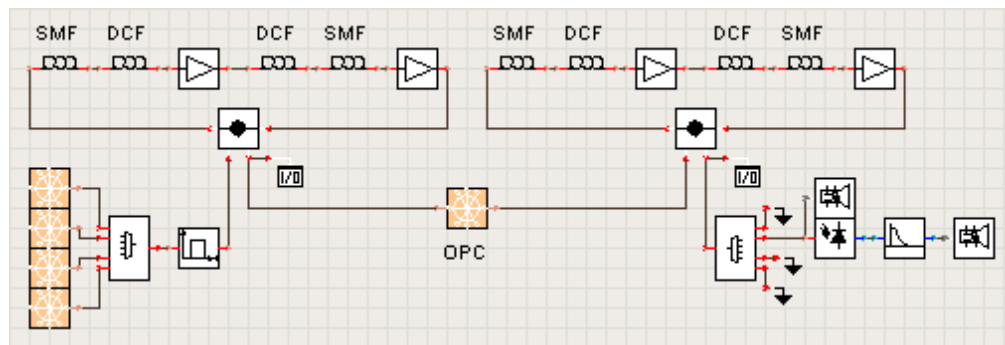 SMF DCF DCF SMF SMF DCF DCF SMF
I/O I/O
OPC